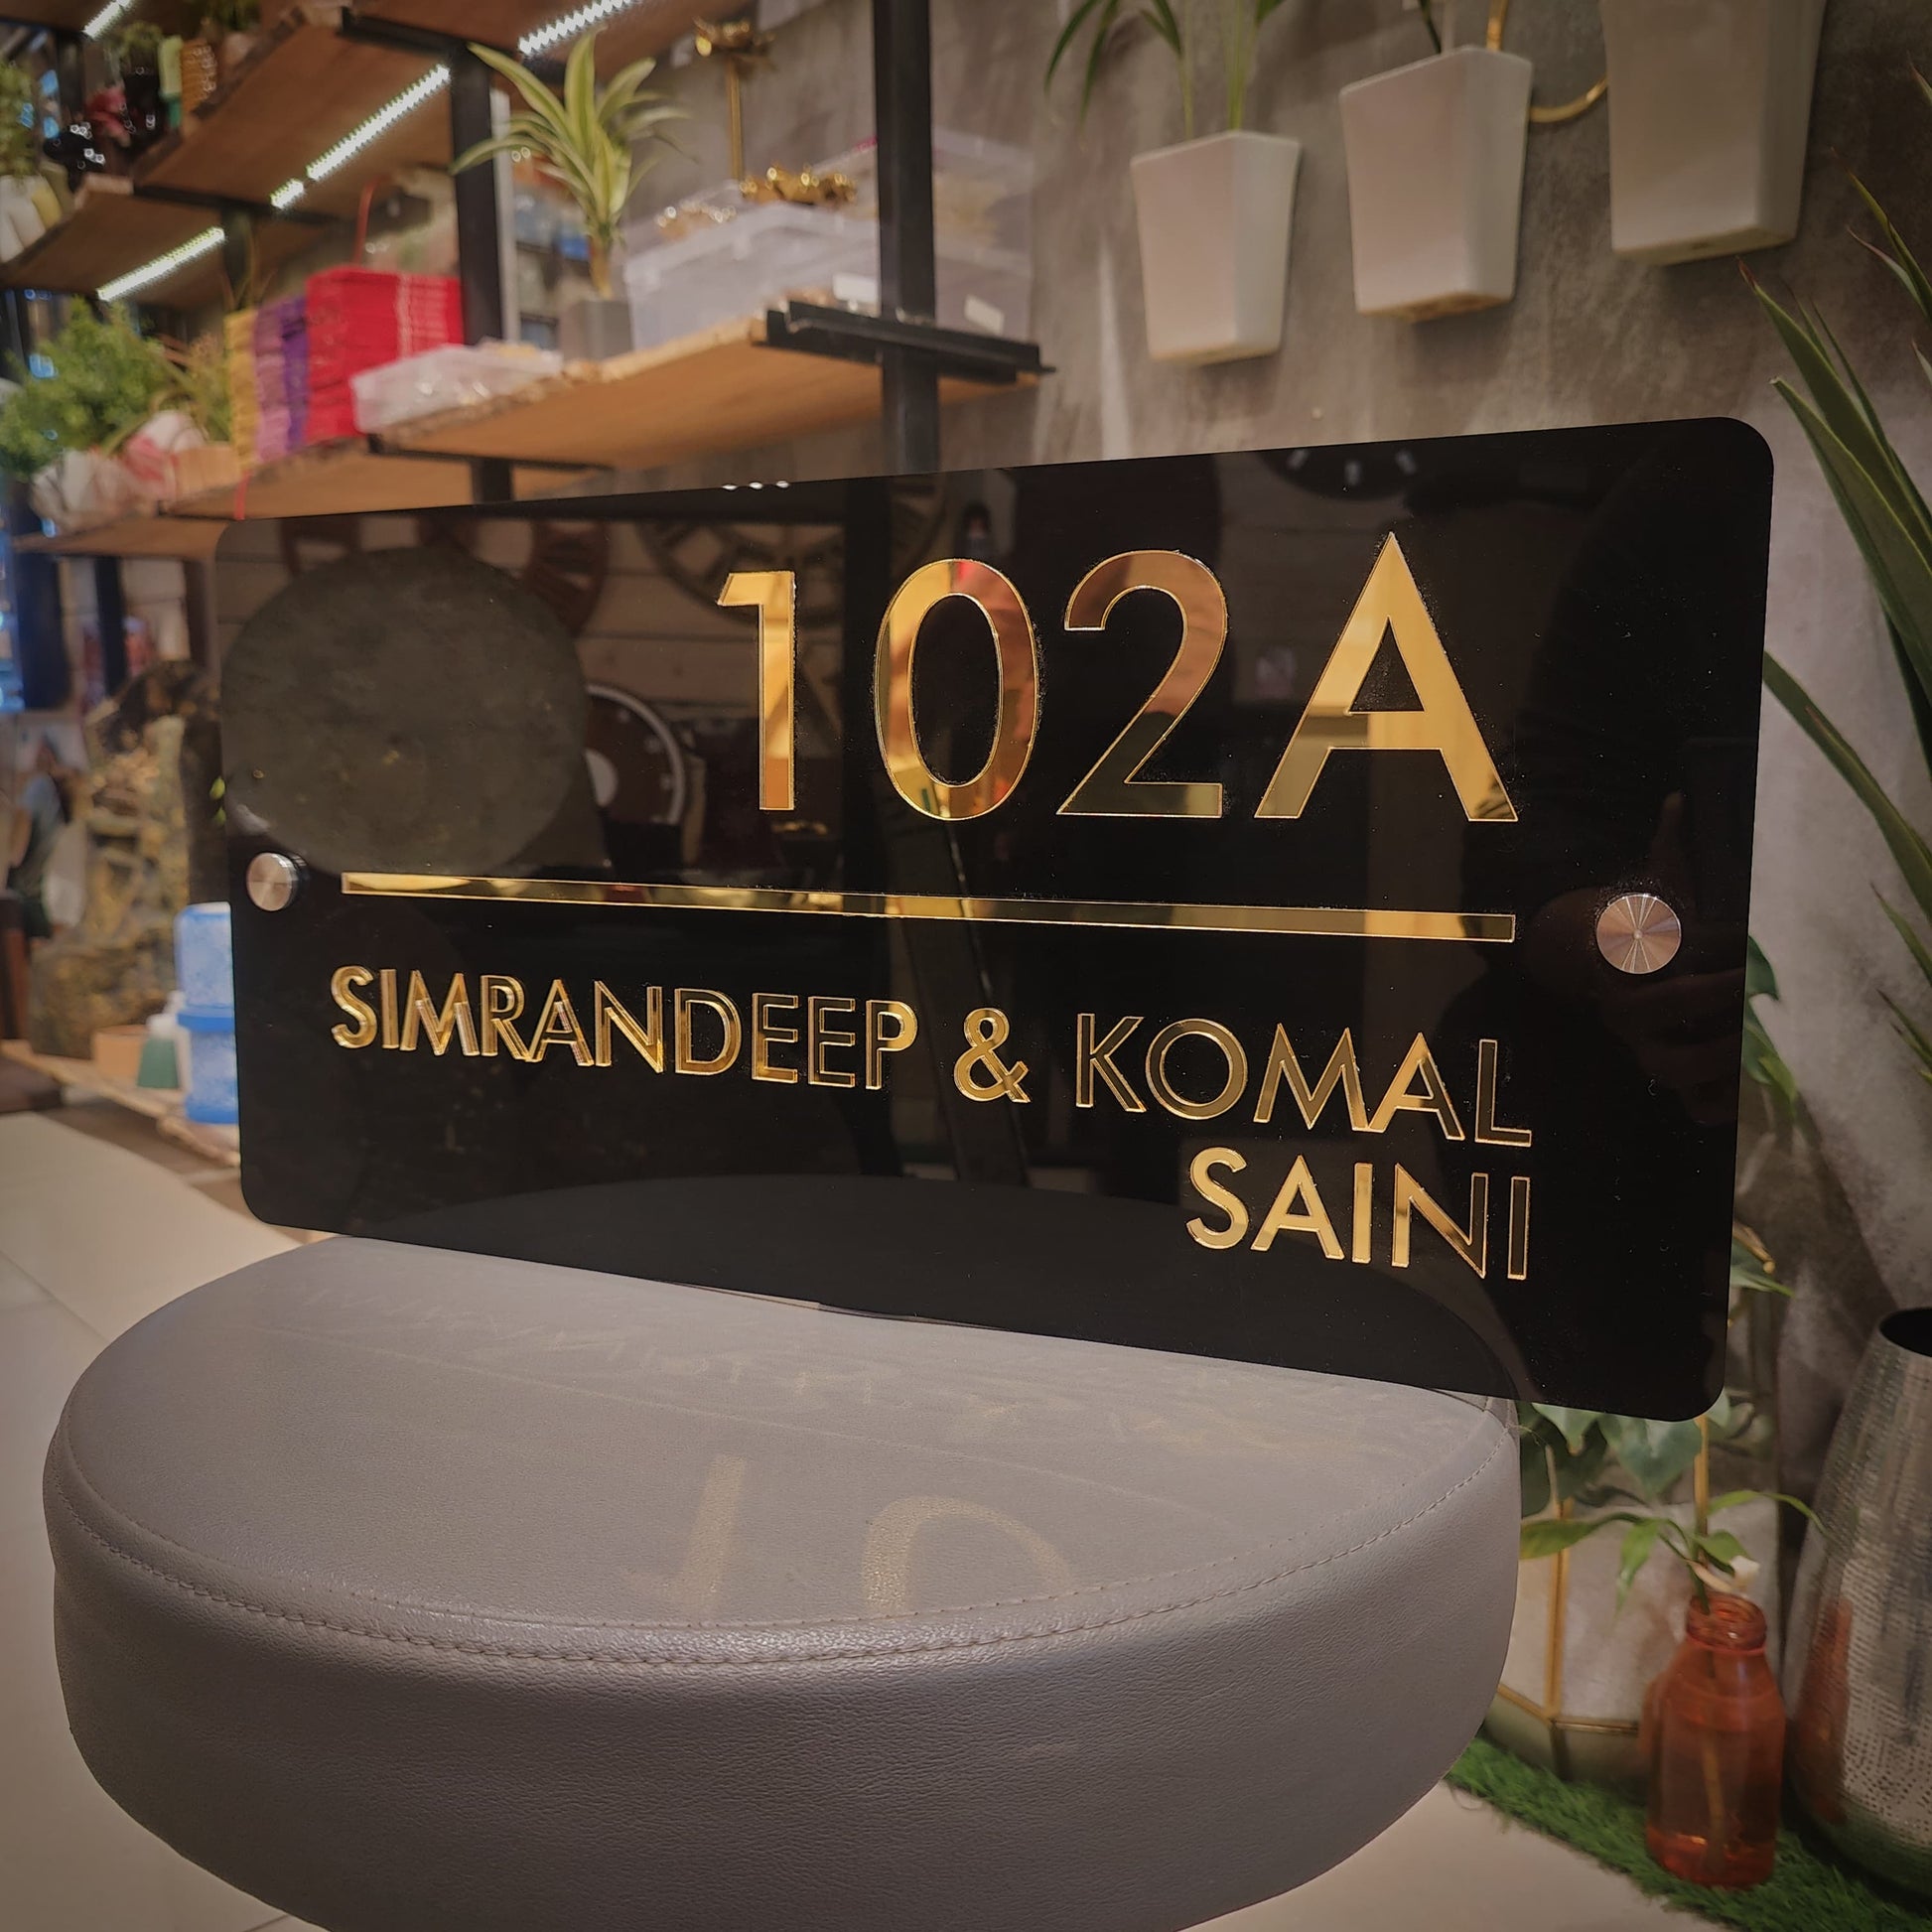 102A
SIMRANDEEP & KOMAL
SAINI